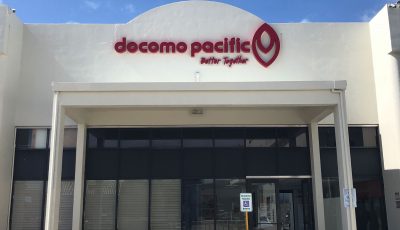 docomo pacific
Better Together